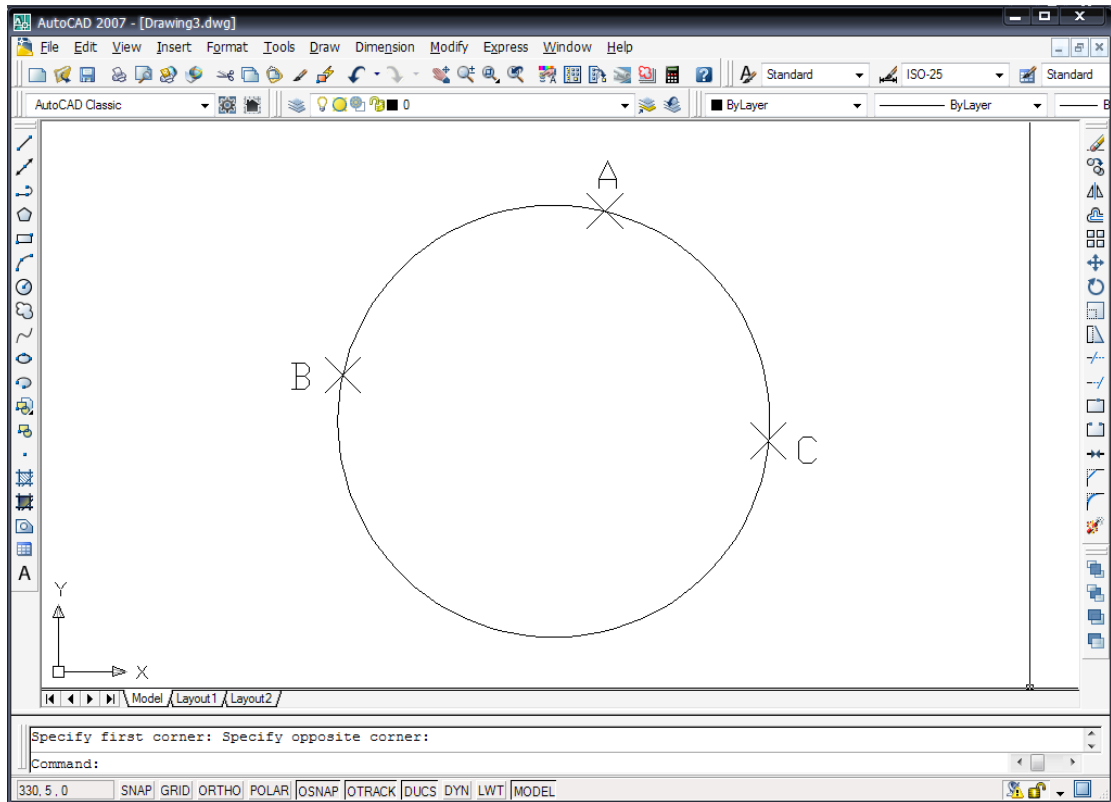 AutoCAD 2007 - [Drawing3.dwg]
File Edit View Insert Format Tools Draw Dimension Modify Express Window Help
Standard ISO-25 Standard
AutoCAD Classic 0 ByLayer ByLayer B
A
B
C
A
Y
X
Model Layout1 Layout2
Specify first corner: Specify opposite corner:
Command:
330, 5, 0 SNAP GRID ORTHO POLAR OSNAP OTRACK DUCS DYN LWT MODEL